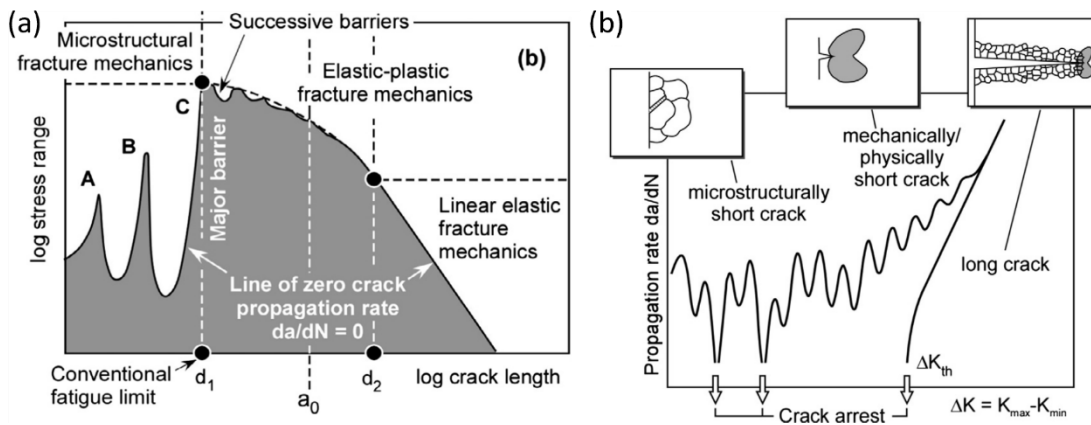 (a)
Successive barriers
Microstructural
fracture mechanics
(b)
Elastic-plastic
fracture mechanics
C
B
A
Major barrier
log stress range
Linear elastic
fracture
mechanics
Line of zero crack
propagation rate
da/dN = 0
Conventional
fatigue limit
d1
a0
d2
log crack length
(b)
mechanically/
physically
short crack
microstructurally
short crack
long crack
Propagation rate da/dN
ΔKth
Crack arrest
ΔK = Kmax-Kmin